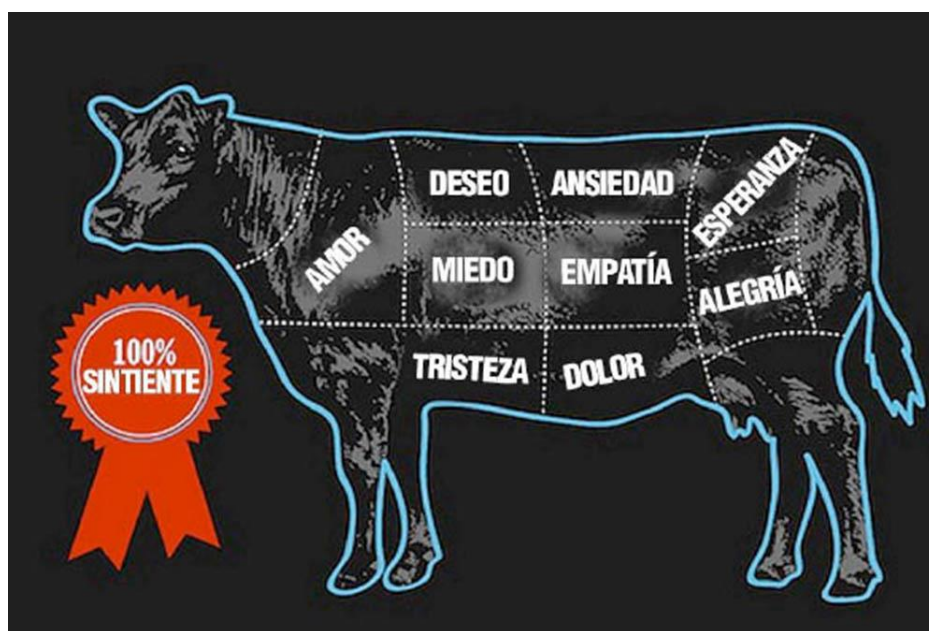 DESEO
ANSIEDAD
ESPERANZA
AMOR
MIEDO
EMPATÍA
ALEGRÍA
TRISTEZA
DOLOR
100%
SINTIENTE